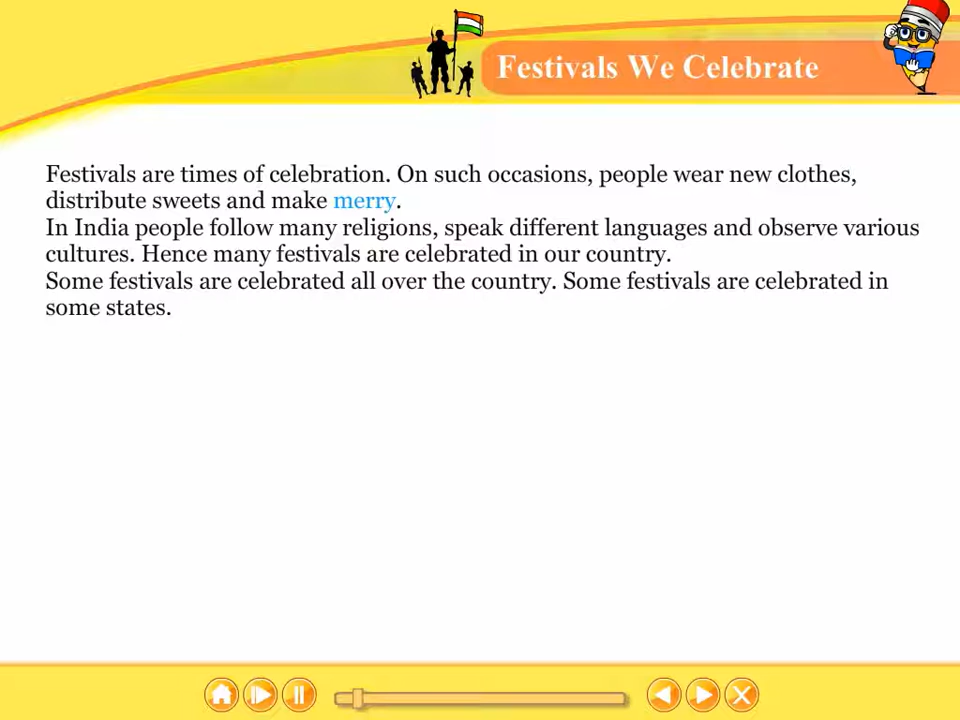 Festivals We Celebrate
Festivals are times of celebration. On such occasions, people wear new clothes,
distribute sweets and make merry.
In India people follow many religions, speak different languages and observe various
cultures. Hence many festivals are celebrated in our country.
Some festivals are celebrated all over the country. Some festivals are celebrated in
some states.